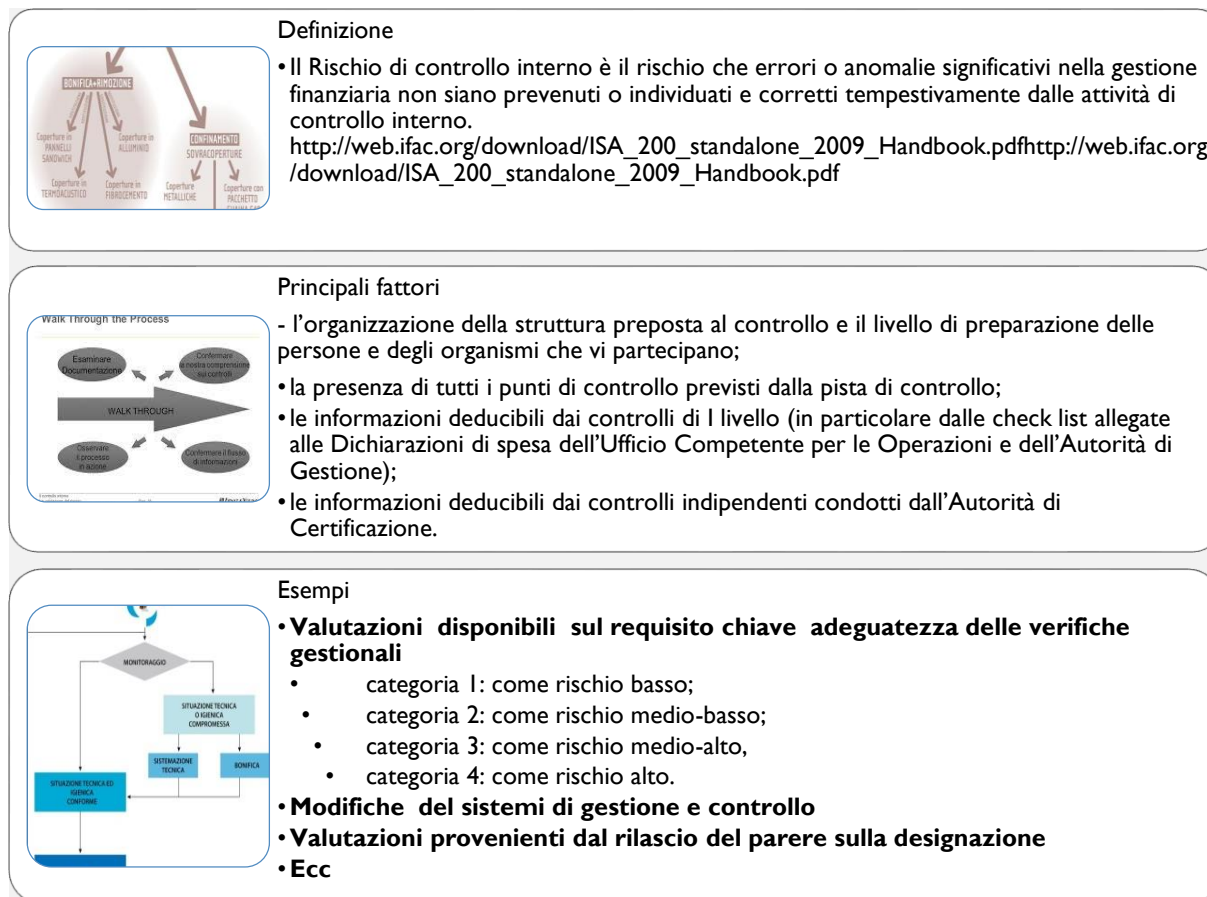 Definizione
• Il Rischio di controllo interno è il rischio che errori o anomalie significativi nella gestione
finanziaria non siano prevenuti o individuati e corretti tempestivamente dalle attività di
controllo interno.
http://web.ifac.org/download/ISA_200_standalone_2009_Handbook.pdfhttp://web.ifac.org
/download/ISA_200_standalone_2009_Handbook.pdf
BONIFICA+RIMOZIONE
Coperture in
PANNELLI
SANDWICH
Coperture in
ALLUMINIO
Coperture in
TERMOACUSTICO
Coperture in
FIBROCEMENTO
CONFINAMENTO
SOVRACOPERTURE
Coperture
METALLICHE
Coperture con
PACCHETTO
Principali fattori
- l'organizzazione della struttura preposta al controllo e il livello di preparazione delle
persone e degli organismi che vi partecipano;
• la presenza di tutti i punti di controllo previsti dalla pista di controllo;
• le informazioni deducibili dai controlli di I livello (in particolare dalle check list allegate
alle Dichiarazioni di spesa dell'Ufficio Competente per le Operazioni e dell'Autorità di
Gestione);
• le informazioni deducibili dai controlli indipendenti condotti dall'Autorità di
Certificazione.
Walk Through the Process
Esaminare
Documentazione
Confermare
la nostra comprensione
sui controlli
WALK THROUGH
Osservare
il processo
in azione
Confermare il flusso
di informazioni
Esempi
• Valutazioni disponibili sul requisito chiave adeguatezza delle verifiche
gestionali
• categoria 1: come rischio basso;
• categoria 2: come rischio medio-basso;
• categoria 3: come rischio medio-alto,
• categoria 4: come rischio alto.
• Modifiche del sistemi di gestione e controllo
• Valutazioni provenienti dal rilascio del parere sulla designazione
• Ecc
MONITORAGGIO
SITUAZIONE TECNICA
O IGIENICA
COMPROMESSA
SISTEMAZIONE
TECNICA
BONIFICA
SITUAZIONE TECNICA ED
IGIENICA
CONFORME